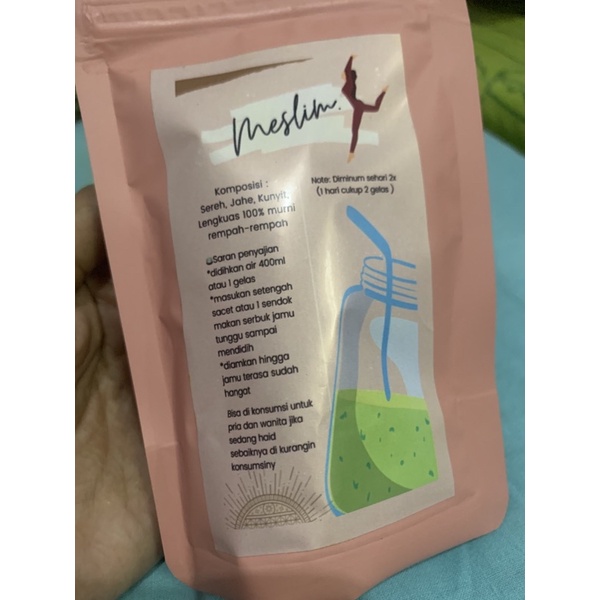 Meslim.
Komposisi :
Sereh, Jahe, Kunyit,
Lengkuas 100% murni
rempah-rempah
Note: Diminum sehari 2x
(1 hari cukup 2 gelas )
Saran penyajian
*didihkan air 400ml
atau 1 gelas
*masukan setengah
sacet atau 1 sendok
makan serbuk jamu
tunggu sampai
mendidih
*diamkan hingga
jamu terasa sudah
hangat
Bisa di konsumsi untuk
pria dan wanita jika
sedang haid
sebaiknya di kurangin
konsumsiny